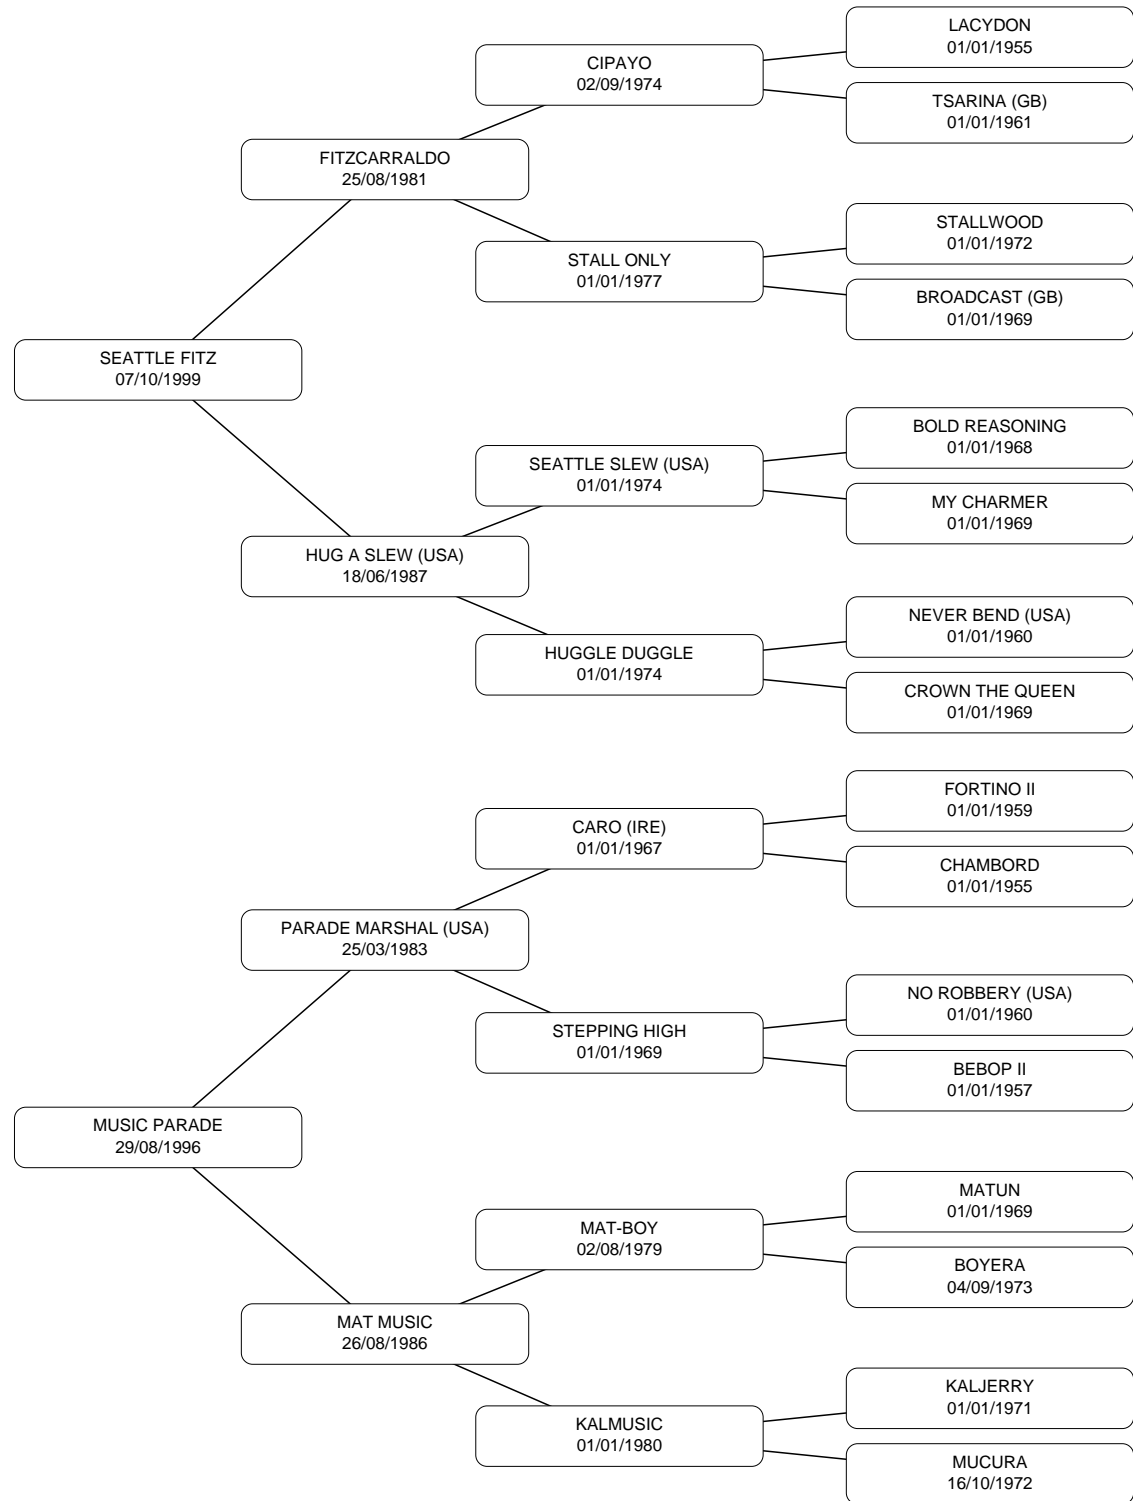 LACYDON
01/01/1955
CIPAYO
02/09/1974
TSARINA (GB)
01/01/1961
FITZCARRALDO
25/08/1981
STALLWOOD
01/01/1972
STALL ONLY
01/01/1977
BROADCAST (GB)
01/01/1969
SEATTLE FITZ
07/10/1999
BOLD REASONING
01/01/1968
SEATTLE SLEW (USA)
01/01/1974
MY CHARMER
01/01/1969
HUG A SLEW (USA)
18/06/1987
NEVER BEND (USA)
01/01/1960
HUGGLE DUGGLE
01/01/1974
CROWN THE QUEEN
01/01/1969
FORTINO II
01/01/1959
CARO (IRE)
01/01/1967
CHAMBORD
01/01/1955
PARADE MARSHAL (USA)
25/03/1983
NO ROBBERY (USA)
01/01/1960
STEPPING HIGH
01/01/1969
BEBOP II
01/01/1957
MUSIC PARADE
29/08/1996
MATUN
01/01/1969
MAT-BOY
02/08/1979
BOYERA
04/09/1973
MAT MUSIC
26/08/1986
KALJERRY
01/01/1971
KALMUSIC
01/01/1980
MUCURA
16/10/1972